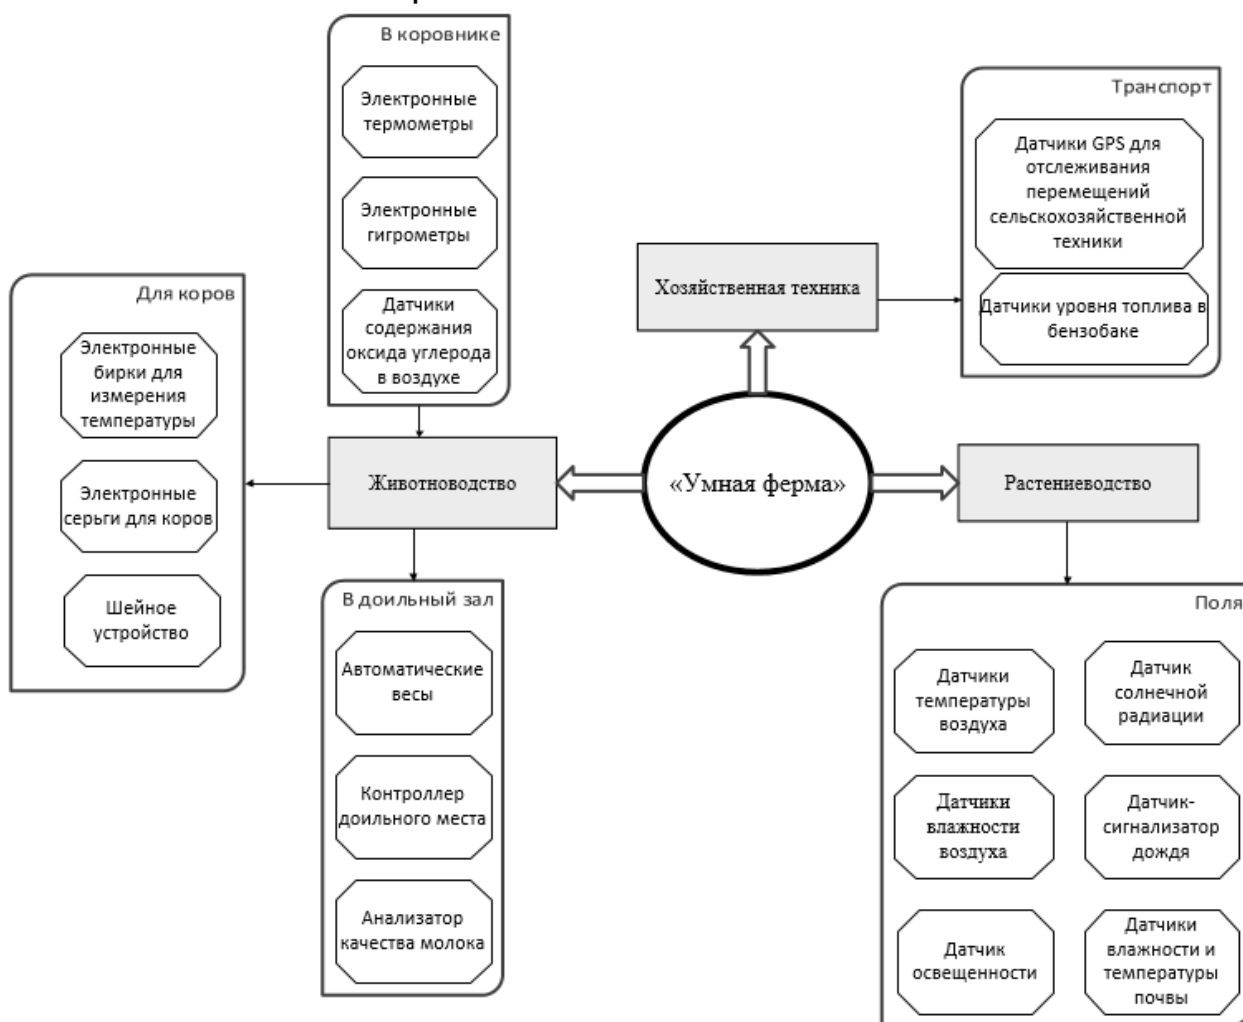 В коровнике
Электронные
термометры
Электронные
гигрометры
Датчики
содержания
оксида углерода
в воздухе
Транспорт
Датчики GPS для
отслеживания
перемещений
сельскохозяйственной
техники
Датчики уровня топлива в
бензобаке
Хозяйственная техника
Для коров
Электронные
бирки для
измерения
температуры
Электронные
серьги для коров
Шейное
устройство
Животноводство
«Умная ферма»
Растениеводство
В доильный зал
Автоматические
весы
Контроллер
доильного места
Анализатор
качества молока
Поля
Датчики
температуры
воздуха
Датчик
солнечной
радиации
Датчики
влажности
воздуха
Датчик-
сигнализатор
дождя
Датчик
освещенности
Датчики
влажности и
температуры
почвы